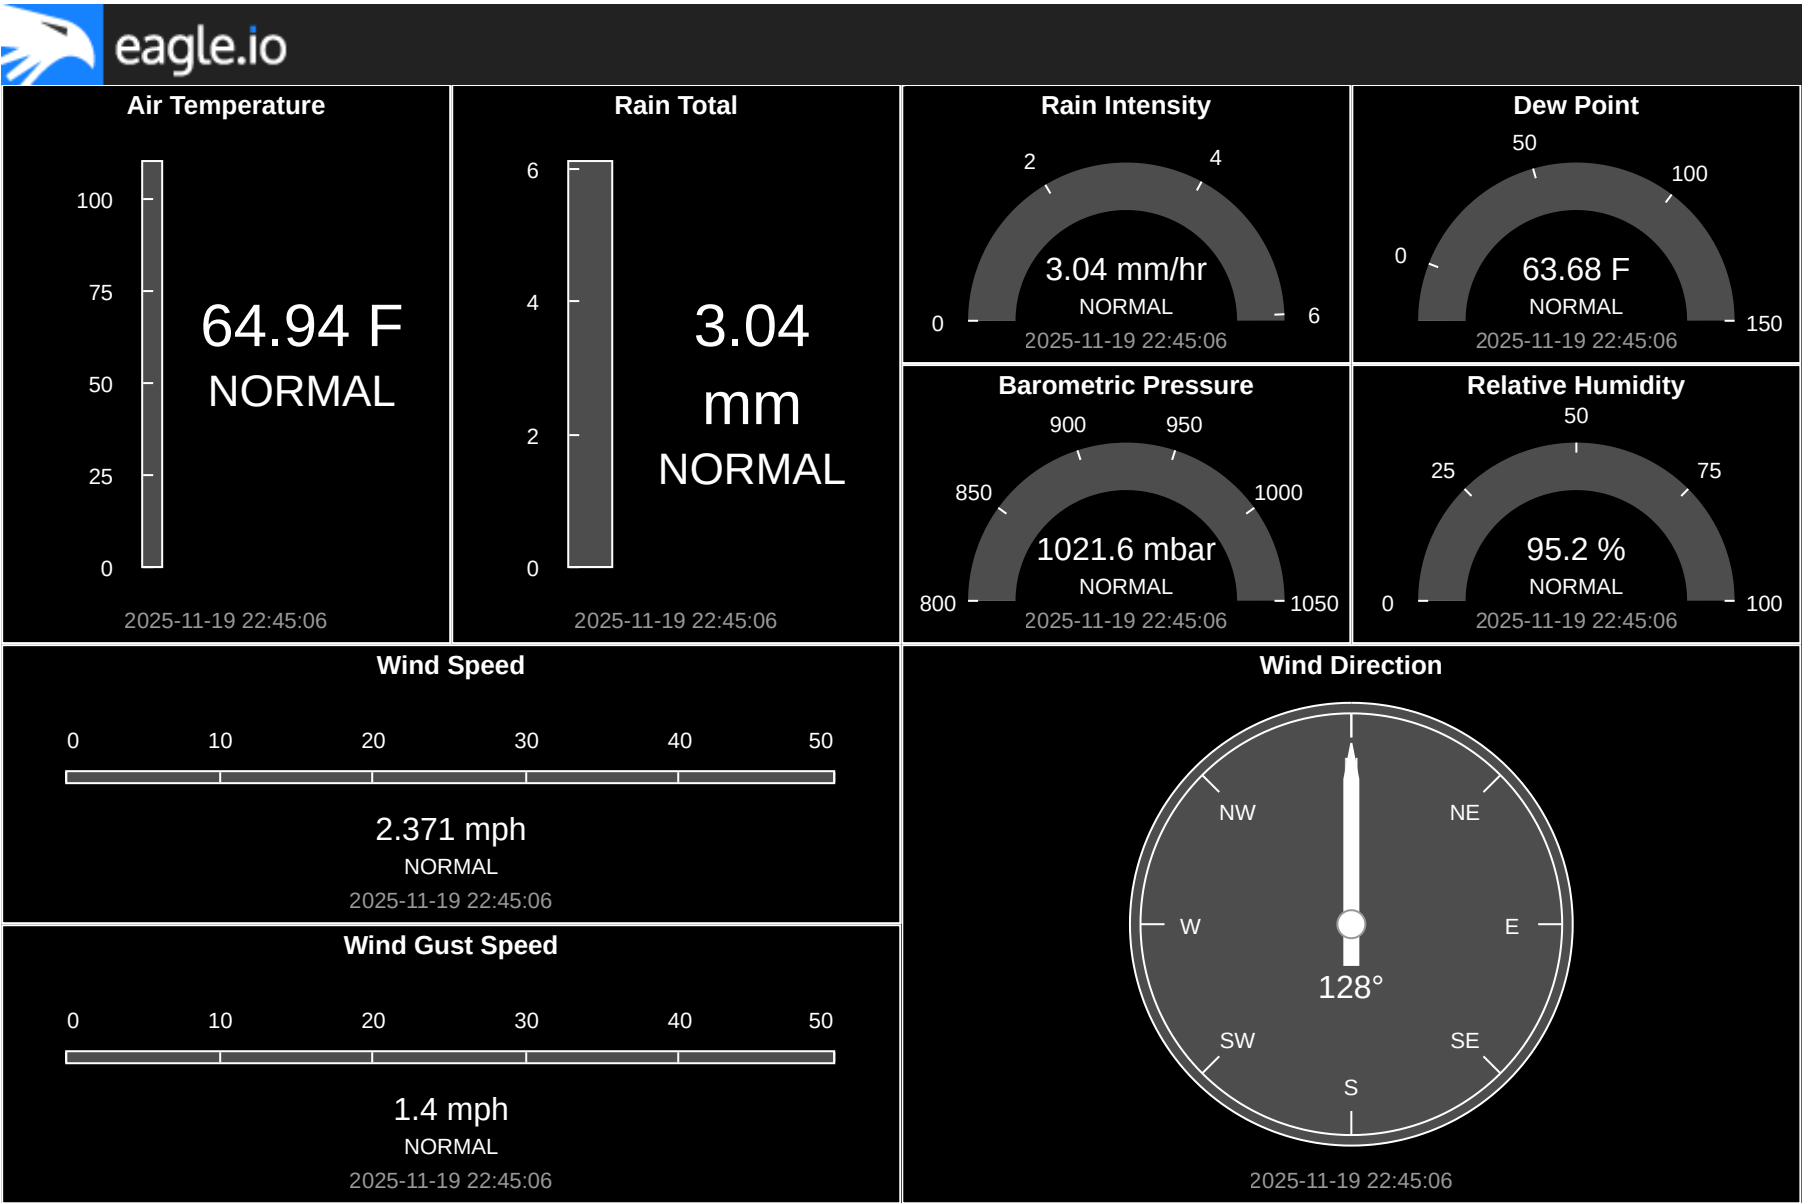 eagle.io
Air Temperature
100
75
50
25
0
64.94 F
NORMAL
2025-11-19 22:45:06
Rain Total
6
4
2
0
3.04
mm
NORMAL
2025-11-19 22:45:06
Rain Intensity
0
2
4
6
3.04 mm/hr
NORMAL
2025-11-19 22:45:06
Dew Point
0
50
100
150
63.68 F
NORMAL
2025-11-19 22:45:06
Barometric Pressure
800
850
900
950
1000
1050
1021.6 mbar
NORMAL
2025-11-19 22:45:06
Relative Humidity
0
25
50
75
100
95.2 %
NORMAL
2025-11-19 22:45:06
Wind Speed
0 10 20 30 40 50
2.371 mph
NORMAL
2025-11-19 22:45:06
Wind Gust Speed
0 10 20 30 40 50
1.4 mph
NORMAL
2025-11-19 22:45:06
Wind Direction
NW NE
W E
128°
SW SE
S
2025-11-19 22:45:06